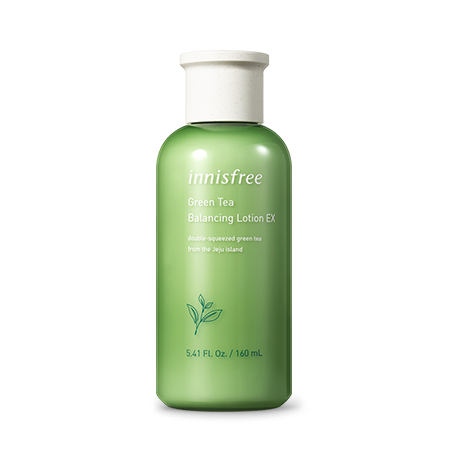 innisfree
Green Tea
Balancing Lotion EX
double-squeezed green tea
from the Jeju island
5.41 Fl. Oz. / 160 mL